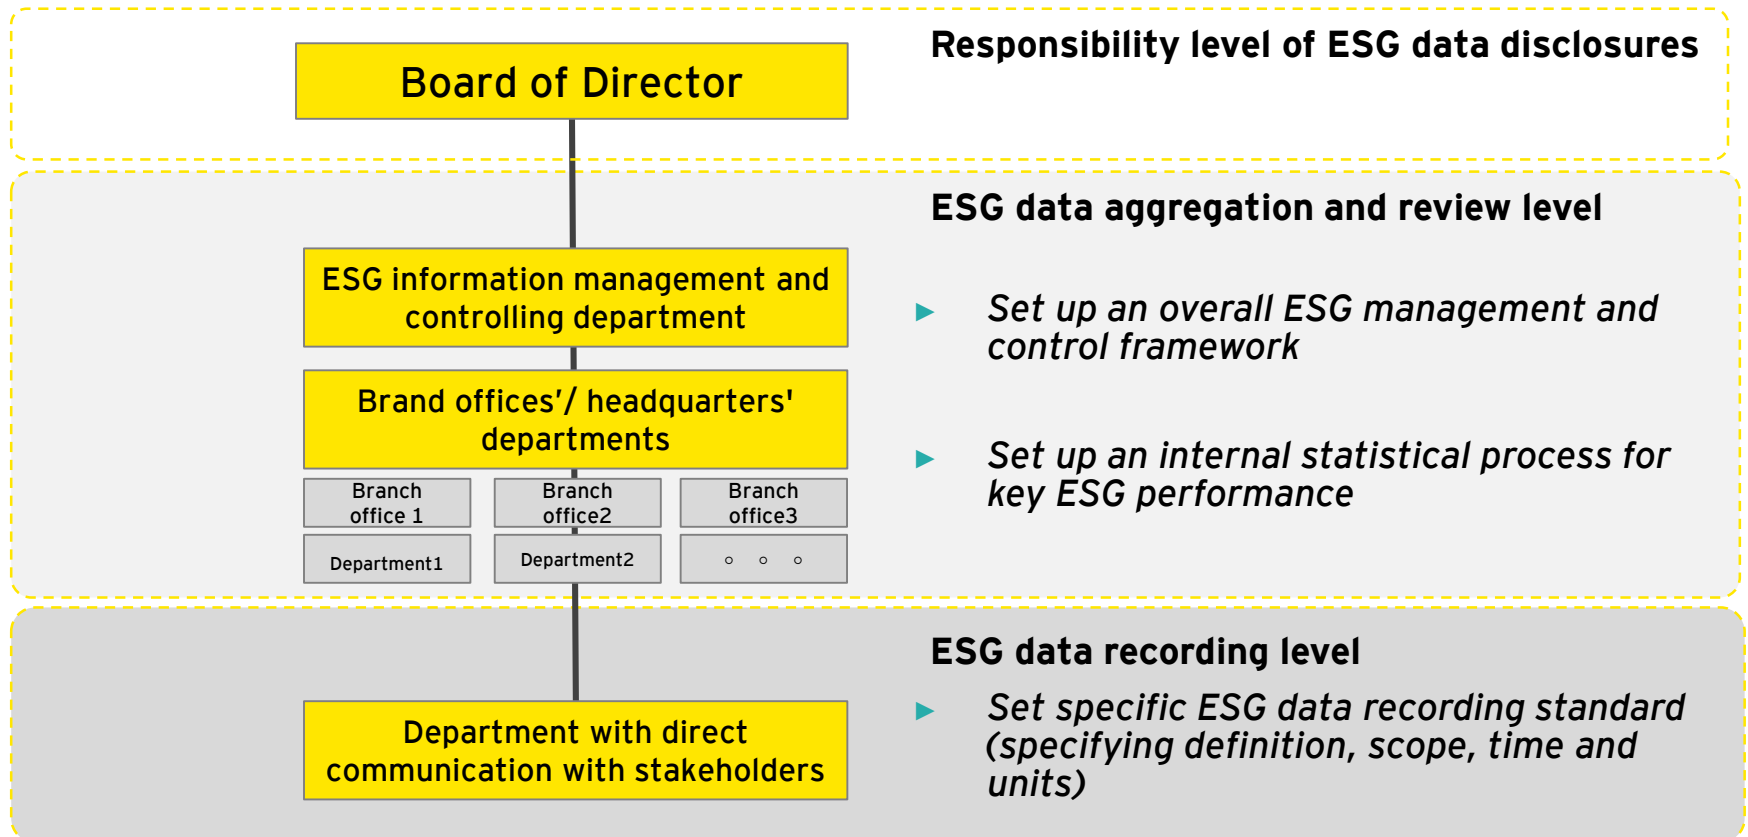 Responsibility level of ESG data disclosures
Board of Director
ESG data aggregation and review level
ESG information management and
controlling department
► Set up an overall ESG management and
control framework
Brand offices’/ headquarters'
departments
► Set up an internal statistical process for
key ESG performance
Branch
office 1
Branch
office2
Branch
office3
Department1
Department2
○ ○ ○
ESG data recording level
Department with direct
communication with stakeholders
► Set specific ESG data recording standard
(specifying definition, scope, time and
units)